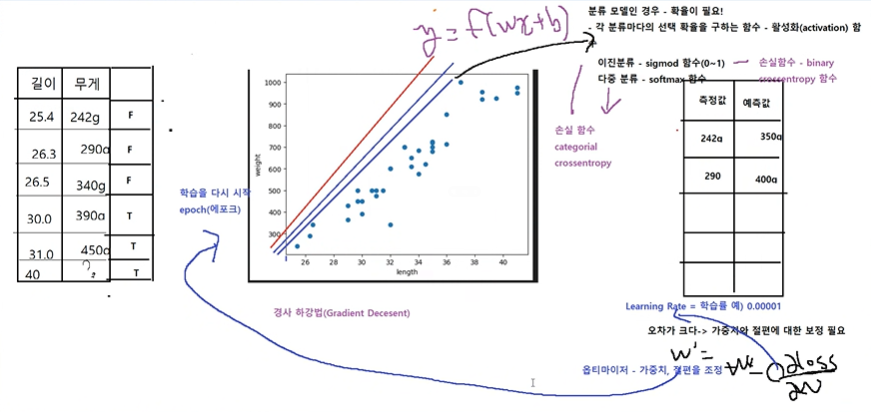 y = f(wx+b)
분류 모델인 경우 - 확률이 필요!
- 각 분류마다의 선택 확률을 구하는 함수 - 활성화(activation) 함
이진분류 - sigmod 함수(0~1) - 손실함수 - binary
다중 분류 - softmax 함수 crossentropy 함수
손실 함수
categorial
crossentropy
길이 무게
25.4 242g F
26.3 290g F
26.5 340g F
30.0 390g T
31.0 450g T
40 ? T
학습을 다시 시작
epoch(에포크)
weight
1000
900
800
700
600
500
400
300
26 28 30 32 34 36 38 40
length
경사 하강법(Gradient Decesent)
측정값 예측값
242g 350g
290 400g
Learning Rate = 학습률 예) 0.00001
오차가 크다-> 가중치와 절편에 대한 보정 필요
옵티마이저 - 가중치, 절편을 조정